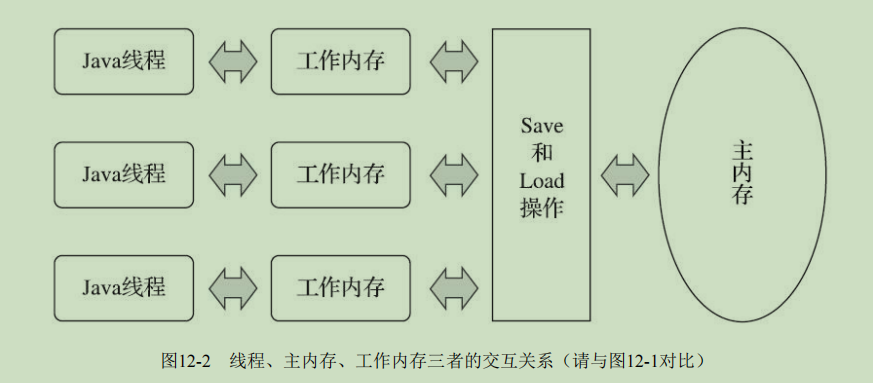 Java线程
工作内存
Java线程
工作内存
Java线程
工作内存
Save
和
Load
操作
主
内
存
图12-2 线程、主内存、工作内存三者的交互关系（请与图12-1对比）